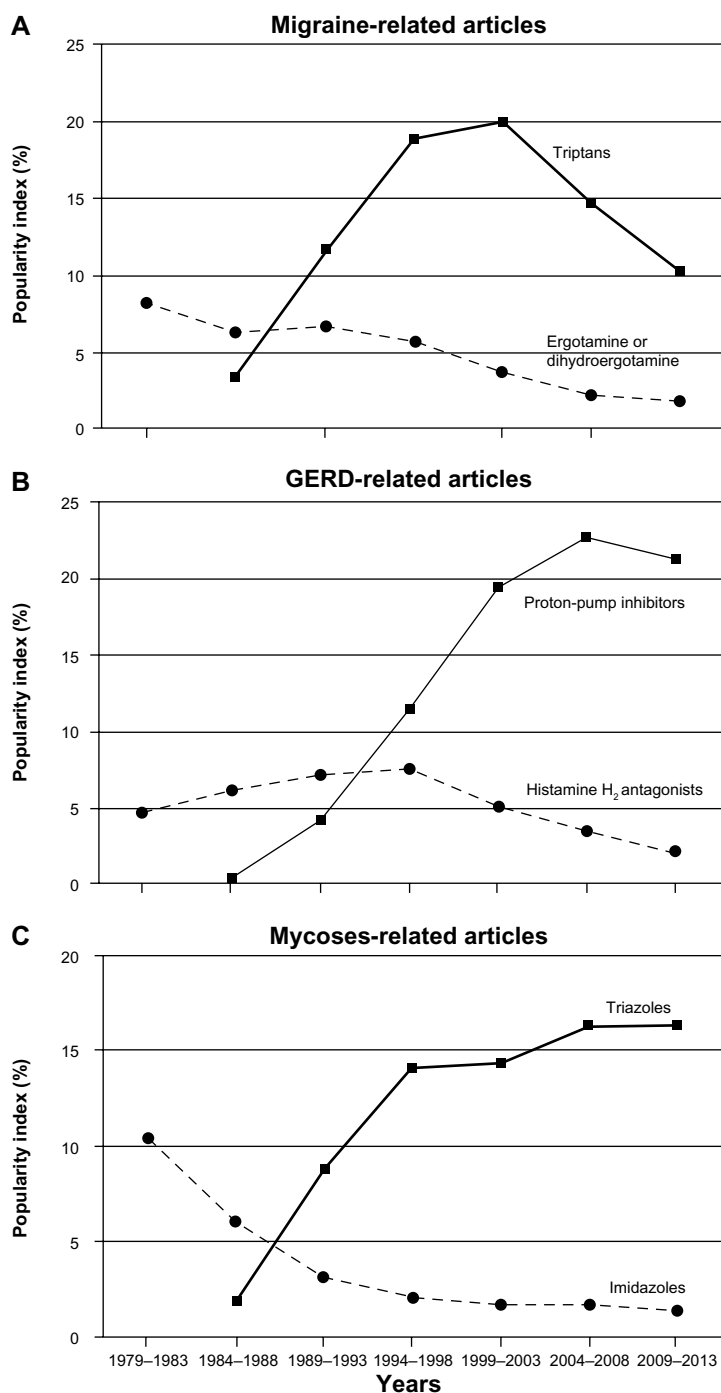 A
Migraine-related articles
25
20
15
10
5
0
Popularity index (%)
Triptans
Ergotamine or
dihydroergotamine
B
GERD-related articles
25
20
15
10
5
0
Popularity index (%)
Proton-pump inhibitors
Histamine H₂ antagonists
C
Mycoses-related articles
20
15
10
5
0
Popularity index (%)
Triazoles
Imidazoles
1979–1983 1984–1988 1989–1993 1994–1998 1999–2003 2004–2008 2009–2013
Years